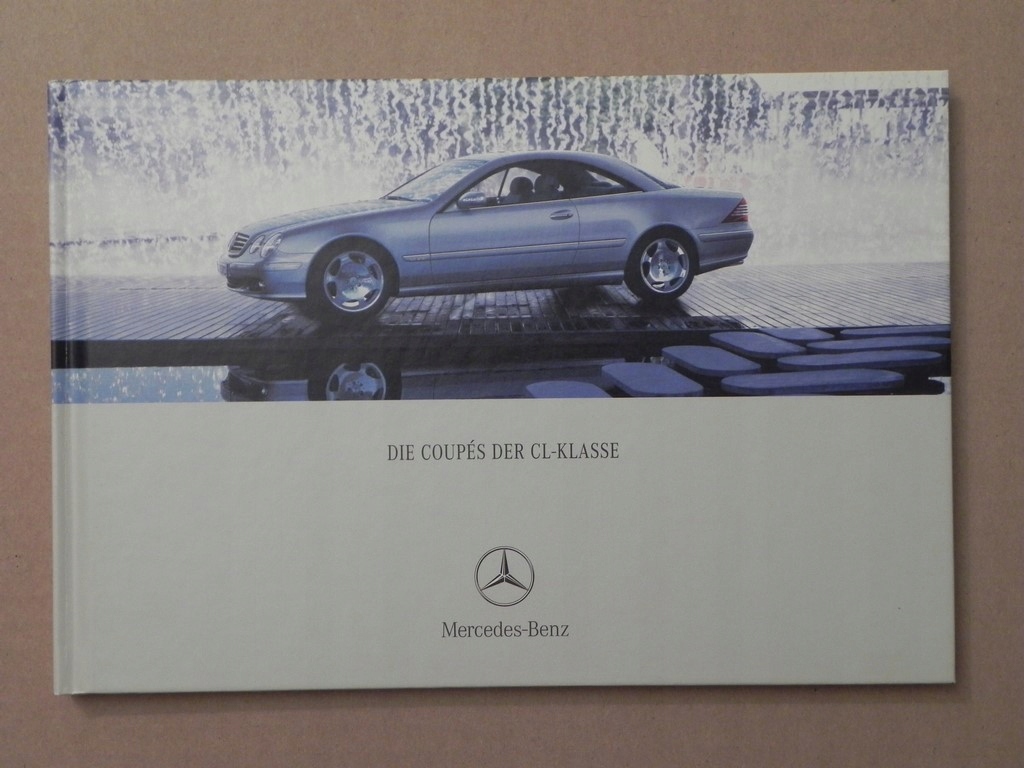 DIE COUPÉS DER CL-KLASSE
Mercedes-Benz